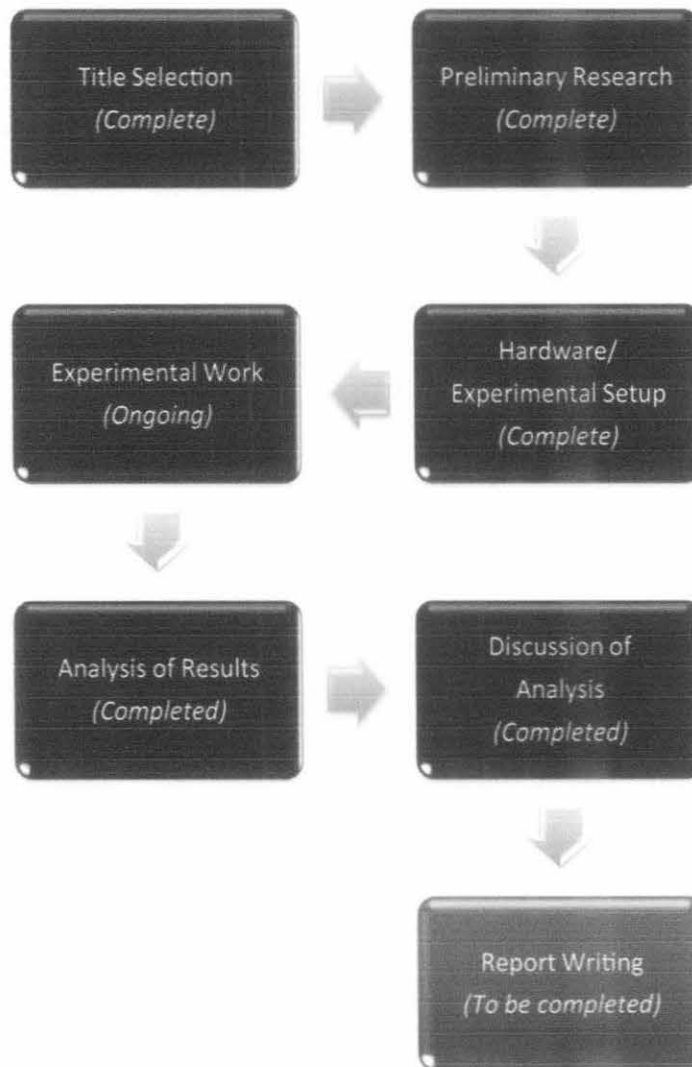 Title Selection
(Complete)
Preliminary Research
(Complete)
Hardware/
Experimental Setup
(Complete)
Experimental Work
(Ongoing)
Analysis of Results
(Completed)
Discussion of
Analysis
(Completed)
Report Writing
(To be completed)